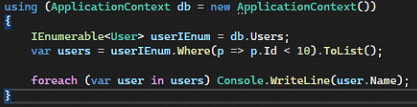 using (ApplicationContext db = new ApplicationContext())
{
    IEnumerable<User> userIEnum = db.Users;
    var users = userIEnum.Where(p => p.Id < 10).ToList();
    foreach (var user in users) Console.WriteLine(user.Name);
}